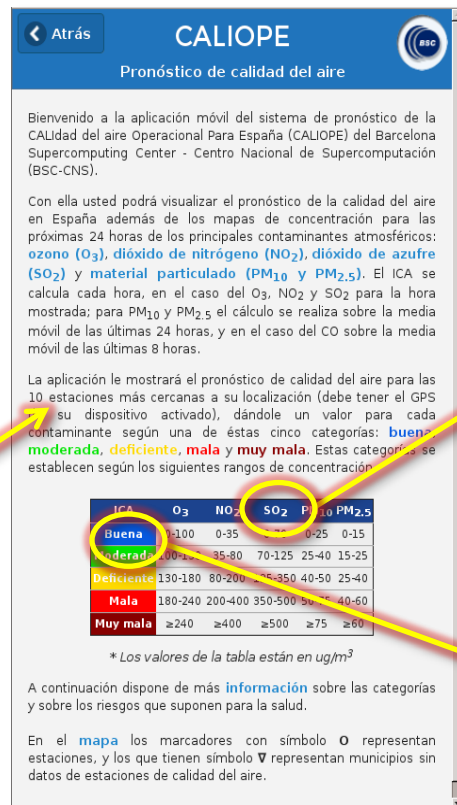 Atrás
CALIOPE
BSC
Pronóstico de calidad del aire
Bienvenido a la aplicación móvil del sistema de pronóstico de la
CALIdad del aire Operacional Para España (CALIOPE) del Barcelona
Supercomputing Center - Centro Nacional de Supercomputación
(BSC-CNS).
Con ella usted podrá visualizar el pronóstico de la calidad del aire
en España además de los mapas de concentración para las
próximas 24 horas de los principales contaminantes atmosféricos:
ozono (O₃), dióxido de nitrógeno (NO₂), dióxido de azufre
(SO₂) y material particulado (PM₁₀ y PM₂.₅). El ICA se
calcula cada hora, en el caso del O₃, NO₂ y SO₂ para la hora
mostrada; para PM₁₀ y PM₂.₅ el cálculo se realiza sobre la media
móvil de las últimas 24 horas, y en el caso del CO sobre la media
móvil de las últimas 8 horas.
La aplicación le mostrará el pronóstico de calidad del aire para las
10 estaciones más cercanas a su localización (debe tener el GPS
su dispositivo activado), dándole un valor para cada
contaminante según una de éstas cinco categorías: buena,
moderada, deficiente, mala y muy mala. Estas categorías se
establecen según los siguientes rangos de concentración
ICA O₃ NO₂ SO₂ PM₁₀ PM₂.₅
Buena 0-100 0-35 0-25 0-15
Moderada 35-80 70-125 25-40 15-25
Deficiente 130-180 80-200 40-50 25-40
Mala 180-240 200-400 350-500 40-60
Muy mala ≥240 ≥400 ≥500 ≥75 ≥60
* Los valores de la tabla están en ug/m³
A continuación dispone de más información sobre las categorías
y sobre los riesgos que suponen para la salud.
En el mapa los marcadores con símbolo O representan
estaciones, y los que tienen símbolo ∇ representan municipios sin
datos de estaciones de calidad del aire.